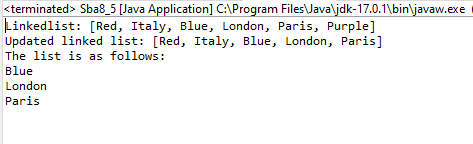 <terminated> Sba8_5 [Java Application] C:\Program Files\Java\jdk-17.0.1\bin\javaw.exe (
Linkedlist: [Red, Italy, Blue, London, Paris, Purple]
Updated linked list: [Red, Italy, Blue, London, Paris]
The list is as follows:
Blue
London
Paris